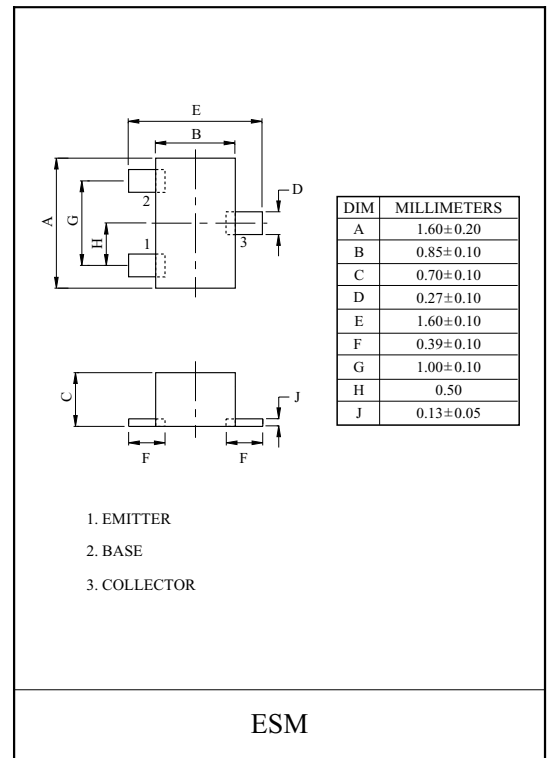 E
B
A
G
H
2
1
3
D
C
J
F
F
DIM MILLIMETERS
A 1.60±0.20
B 0.85±0.10
C 0.70±0.10
D 0.27±0.10
E 1.60±0.10
F 0.39±0.10
G 1.00±0.10
H 0.50
J 0.13±0.05
1. EMITTER
2. BASE
3. COLLECTOR
ESM